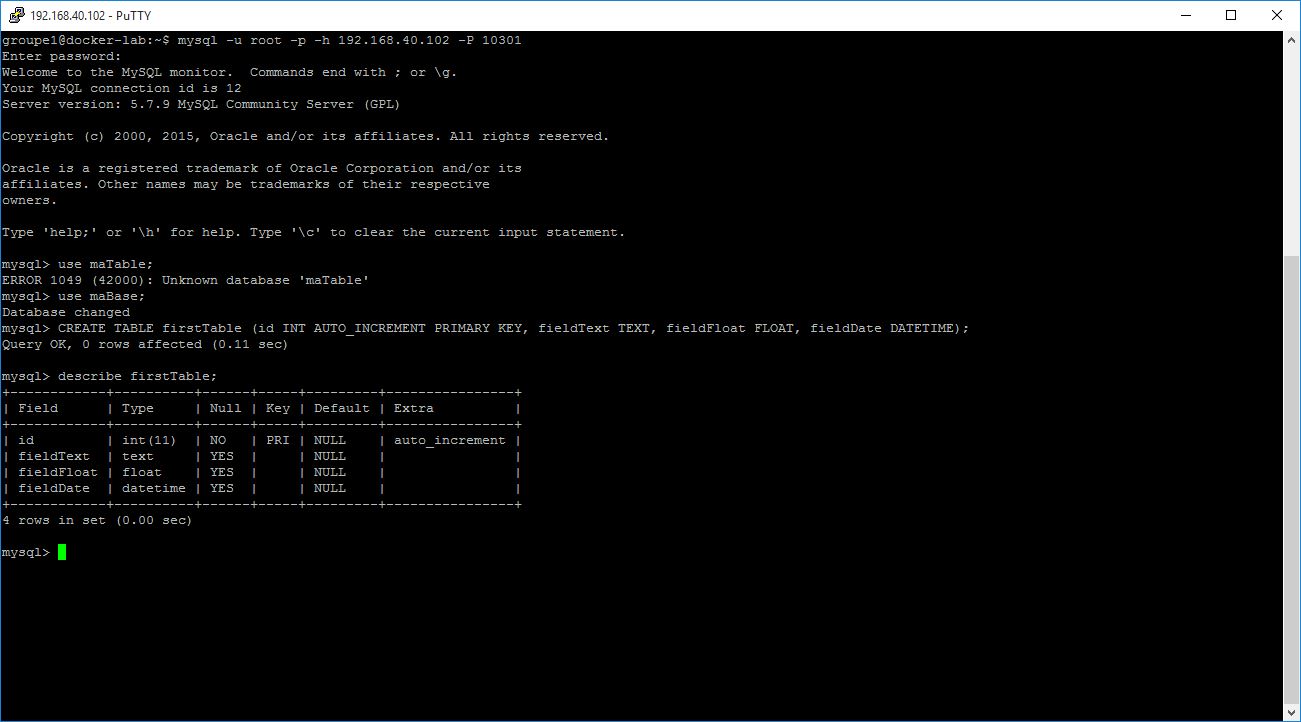 192.168.40.102 - PuTTY
groupe1@docker-lab:~$ mysql -u root -p -h 192.168.40.102 -P 10301
Enter password:
Welcome to the MySQL monitor.  Commands end with ; or \g.
Your MySQL connection id is 12
Server version: 5.7.9 MySQL Community Server (GPL)

Copyright (c) 2000, 2015, Oracle and/or its affiliates. All rights reserved.

Oracle is a registered trademark of Oracle Corporation and/or its
affiliates. Other names may be trademarks of their respective
owners.

Type 'help;' or '\h' for help. Type '\c' to clear the current input statement.

mysql> use maTable;
ERROR 1049 (42000): Unknown database 'maTable'
mysql> use maBase;
Database changed
mysql> CREATE TABLE firstTable (id INT AUTO_INCREMENT PRIMARY KEY, fieldText TEXT, fieldFloat FLOAT, fieldDate DATETIME);
Query OK, 0 rows affected (0.11 sec)

mysql> describe firstTable;
+------------+----------+------+-----+---------+----------------+
| Field      | Type     | Null | Key | Default | Extra          |
+------------+----------+------+-----+---------+----------------+
| id         | int(11)  | NO   | PRI | NULL    | auto_increment |
| fieldText  | text     | YES  |     | NULL    |                |
| fieldFloat | float    | YES  |     | NULL    |                |
| fieldDate  | datetime | YES  |     | NULL    |                |
+------------+----------+------+-----+---------+----------------+
4 rows in set (0.00 sec)

mysql>